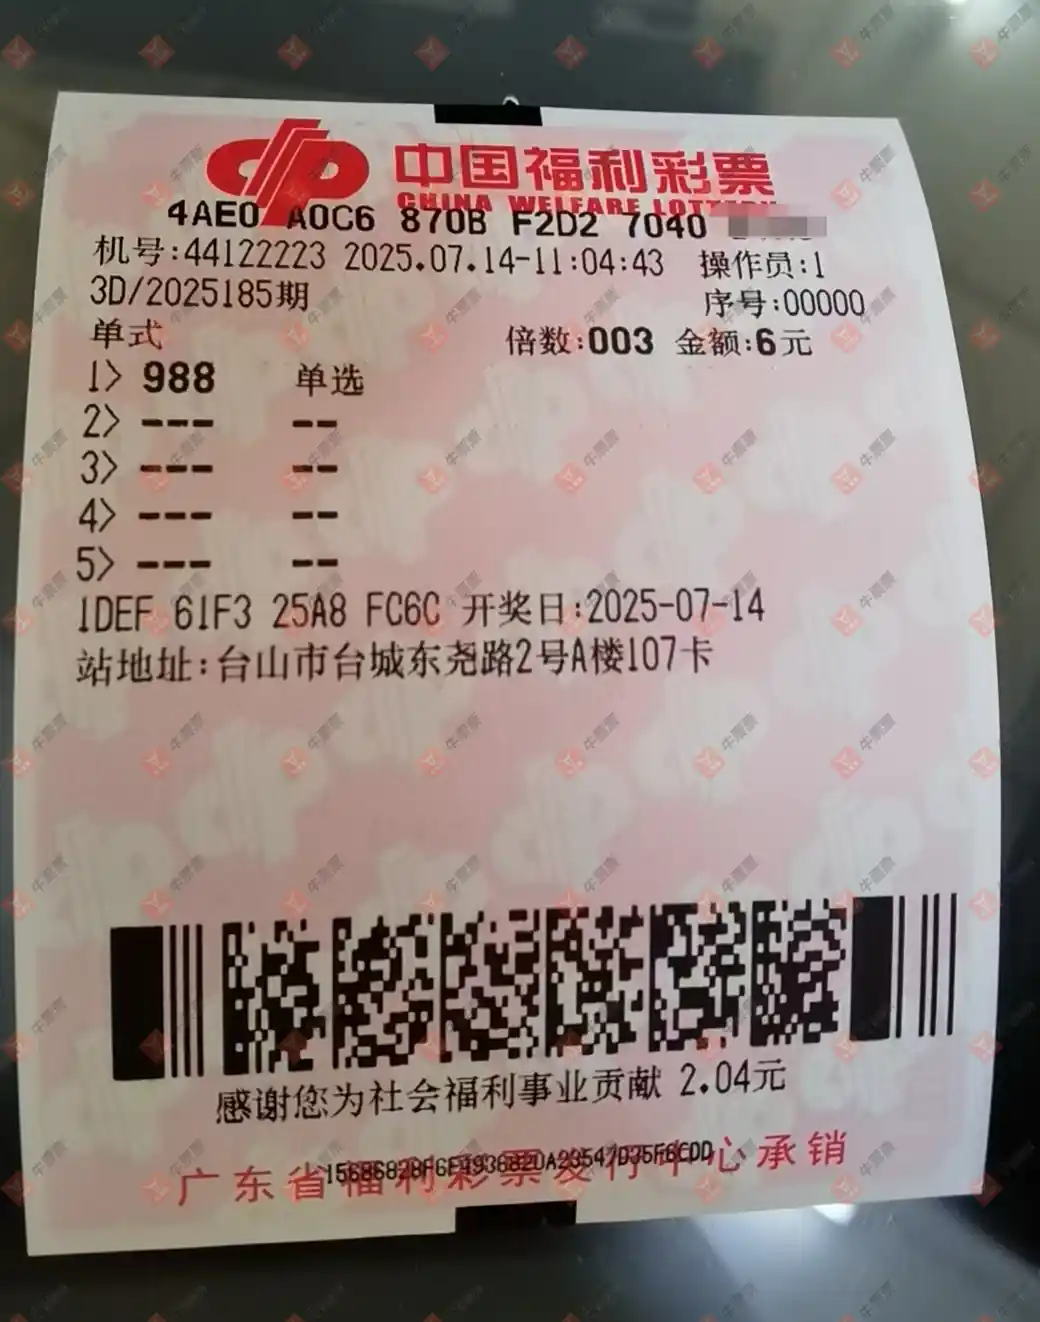 中国福利彩票
CHINA WELFARE LOTTERY
4AE0 A0C6 870B F2D2 7040
机号:44122223 2025.07.14-11:04:43 操作员:1
3D/2025185期 序号:00000
单式 倍数:003 金额:6元
1> 988 单选
2> --- --
3> --- --
4> --- --
5> --- --
1DEF 61F3 25A8 FC6C 开奖日:2025-07-14
站地址:台山市台城东尧路2号A楼107卡
感谢您为社会福利事业贡献 2.04元
广东省福利彩票发行中心承销
牛票票